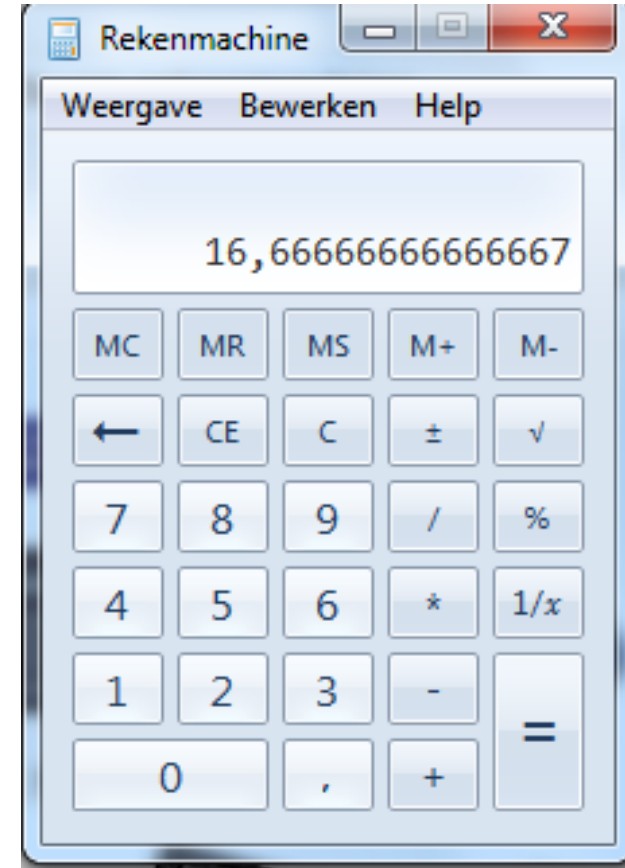 Rekenmachine
Weergave Bewerken Help
16,66666666666667
MC MR MS M+ M-
← CE C ± √
7 8 9 / %
4 5 6 * 1/x
1 2 3 - =
0 , +